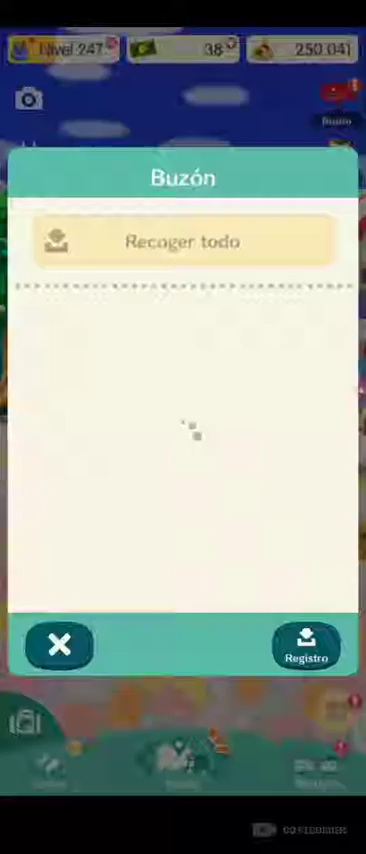 Nivel 247
38
250 041
Buzón
Buzón
Recoger todo
Registro